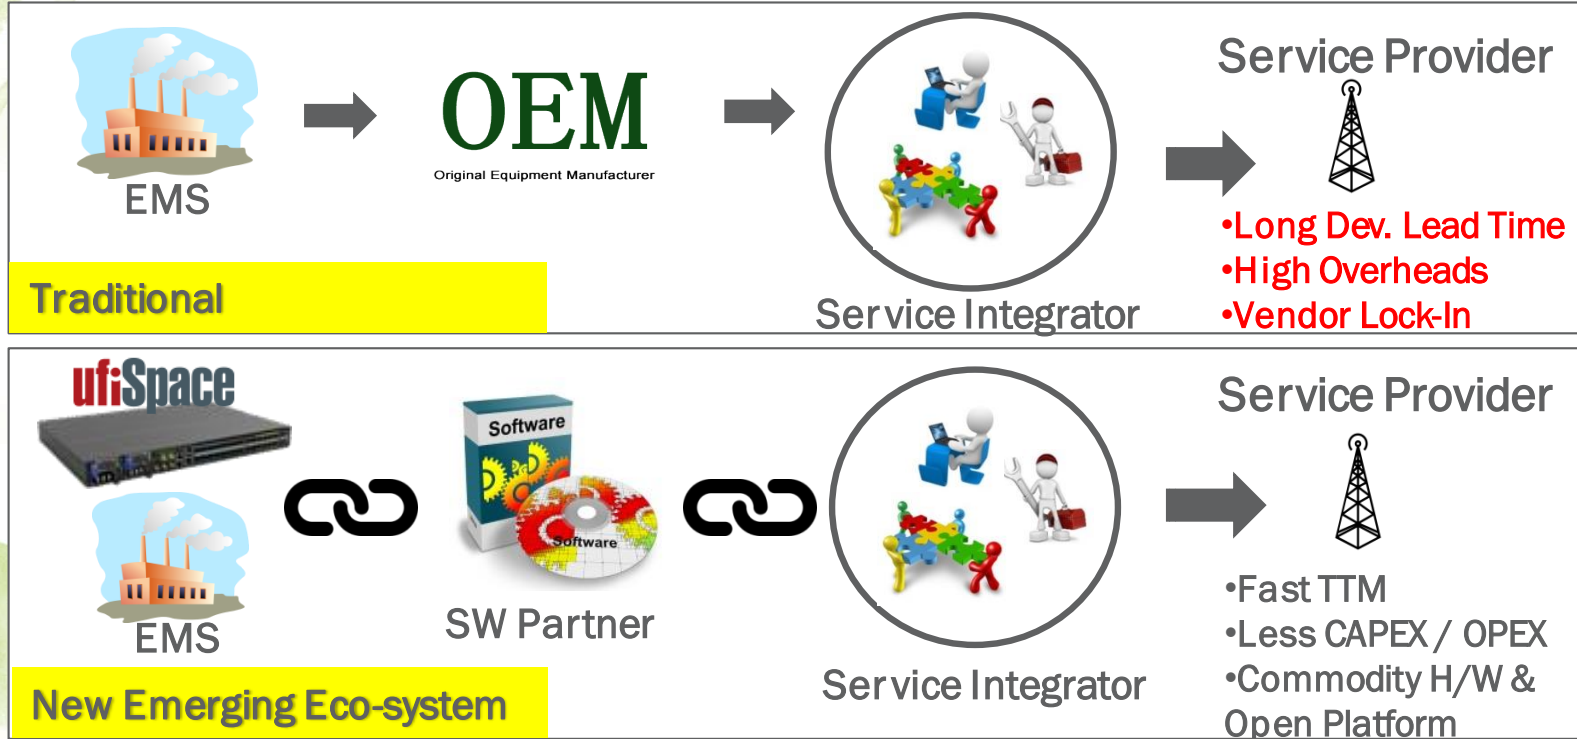 Service Provider
OEM
Original Equipment Manufacturer
EMS
•Long Dev. Lead Time
•High Overheads
•Vendor Lock-In
Traditional
Service Integrator
ufiSpace
Service Provider
Software
Software
EMS
SW Partner
Service Integrator
•Fast TTM
•Less CAPEX / OPEX
•Commodity H/W &
Open Platform
New Emerging Eco-system